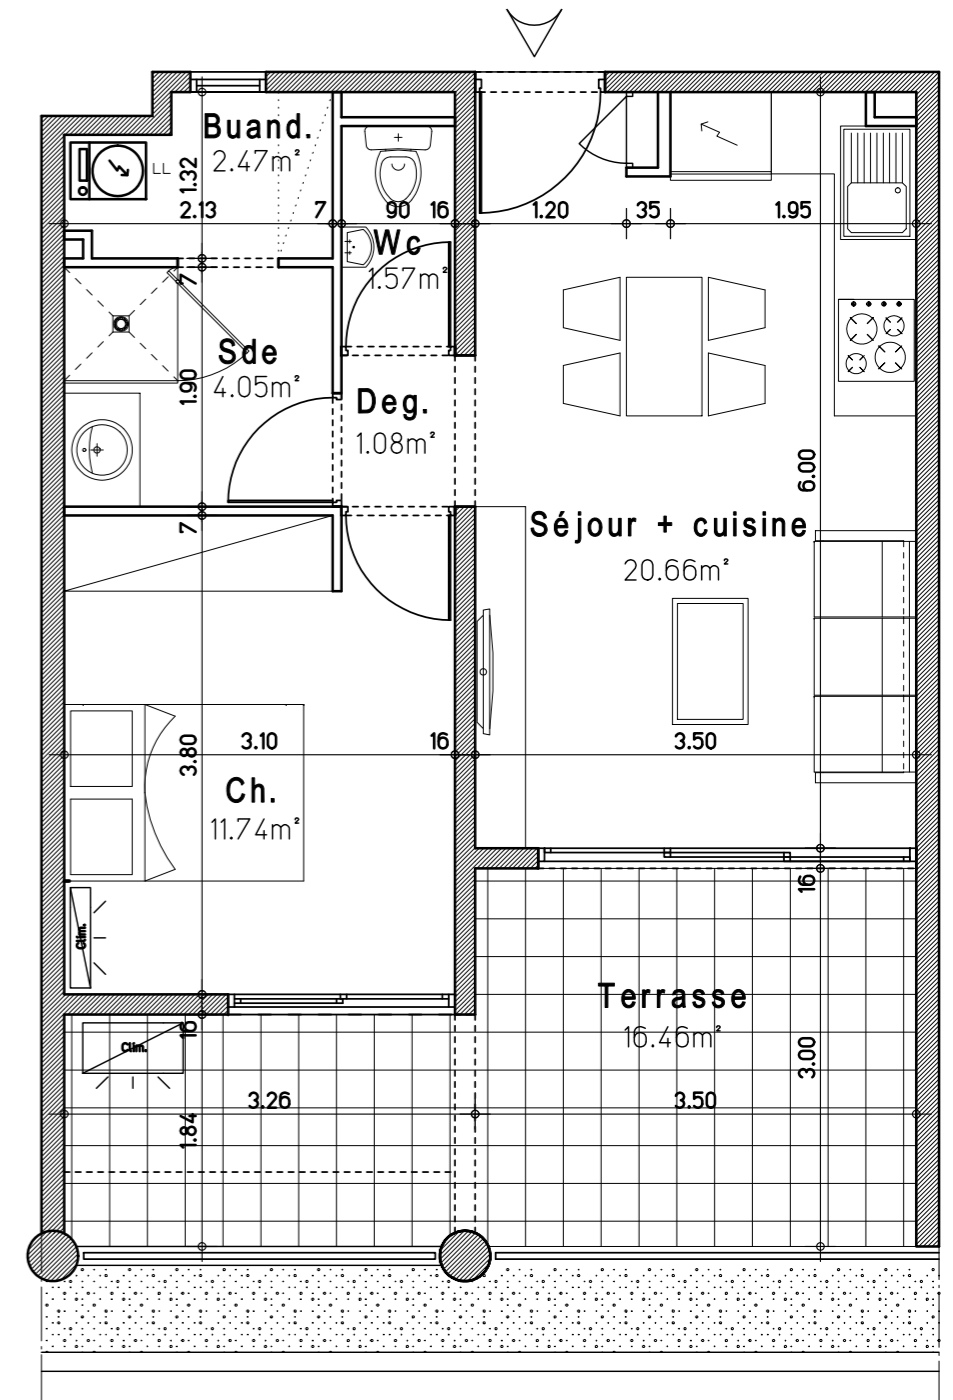 Buand.
2.47m²
LL
1.32
2.13
7
90
16
1.20
35
1.95
Wc
1.57m²
7
Sde
4.05m²
1.90
Deg.
1.08m²
6.00
7
Séjour + cuisine
20.66m²
3.80
3.10
16
3.50
Ch.
11.74m²
16
Clim.
Terrasse
16.46m²
16
Clim.
3.00
3.26
3.50
1.84